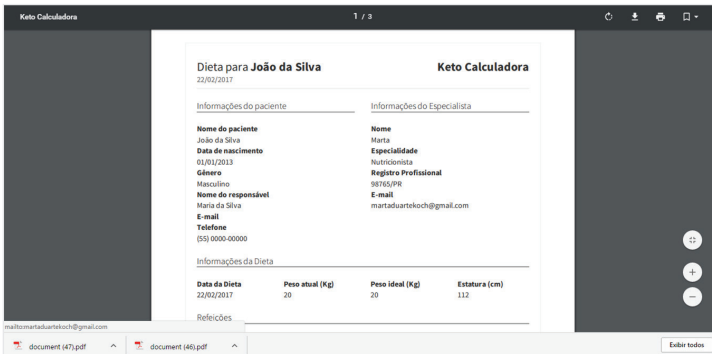 Keto Calculadora
1 / 3
Dieta para João da Silva
Keto Calculadora
22/02/2017
Informações do paciente
Informações do Especialista
Nome do paciente
João da Silva
Data de nascimento
01/01/2013
Gênero
Masculino
Nome do responsável
Maria da Silva
E-mail
Telefone
(55) 0000-00000
Nome
Marta
Especialidade
Nutricionista
Registro Profissional
98765/PR
E-mail
martaduartekoch@gmail.com
Informações da Dieta
Data da Dieta Peso atual (Kg) Peso ideal (Kg) Estatura (cm)
22/02/2017 20 20 112
Refeições
mailto:martaduartekoch@gmail.com
document (47).pdf
document (46).pdf
Exibir todos